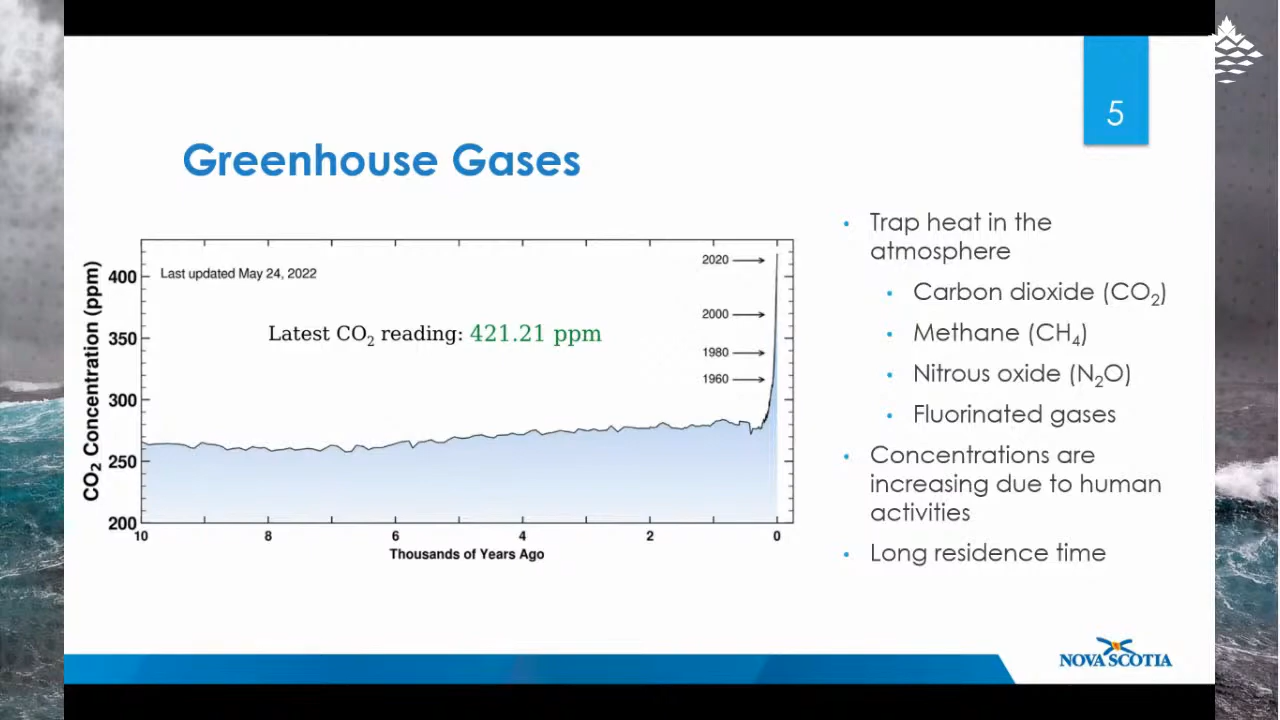 5
Greenhouse Gases
CO₂ Concentration (ppm)
400
350
300
250
200
Last updated May 24, 2022
Latest CO₂ reading: 421.21 ppm
2020
2000
1980
1960
10
8
6
4
2
0
Thousands of Years Ago
• Trap heat in the
atmosphere
• Carbon dioxide (CO₂)
• Methane (CH₄)
• Nitrous oxide (N₂O)
• Fluorinated gases
• Concentrations are
increasing due to human
activities
• Long residence time
NOVA SCOTIA